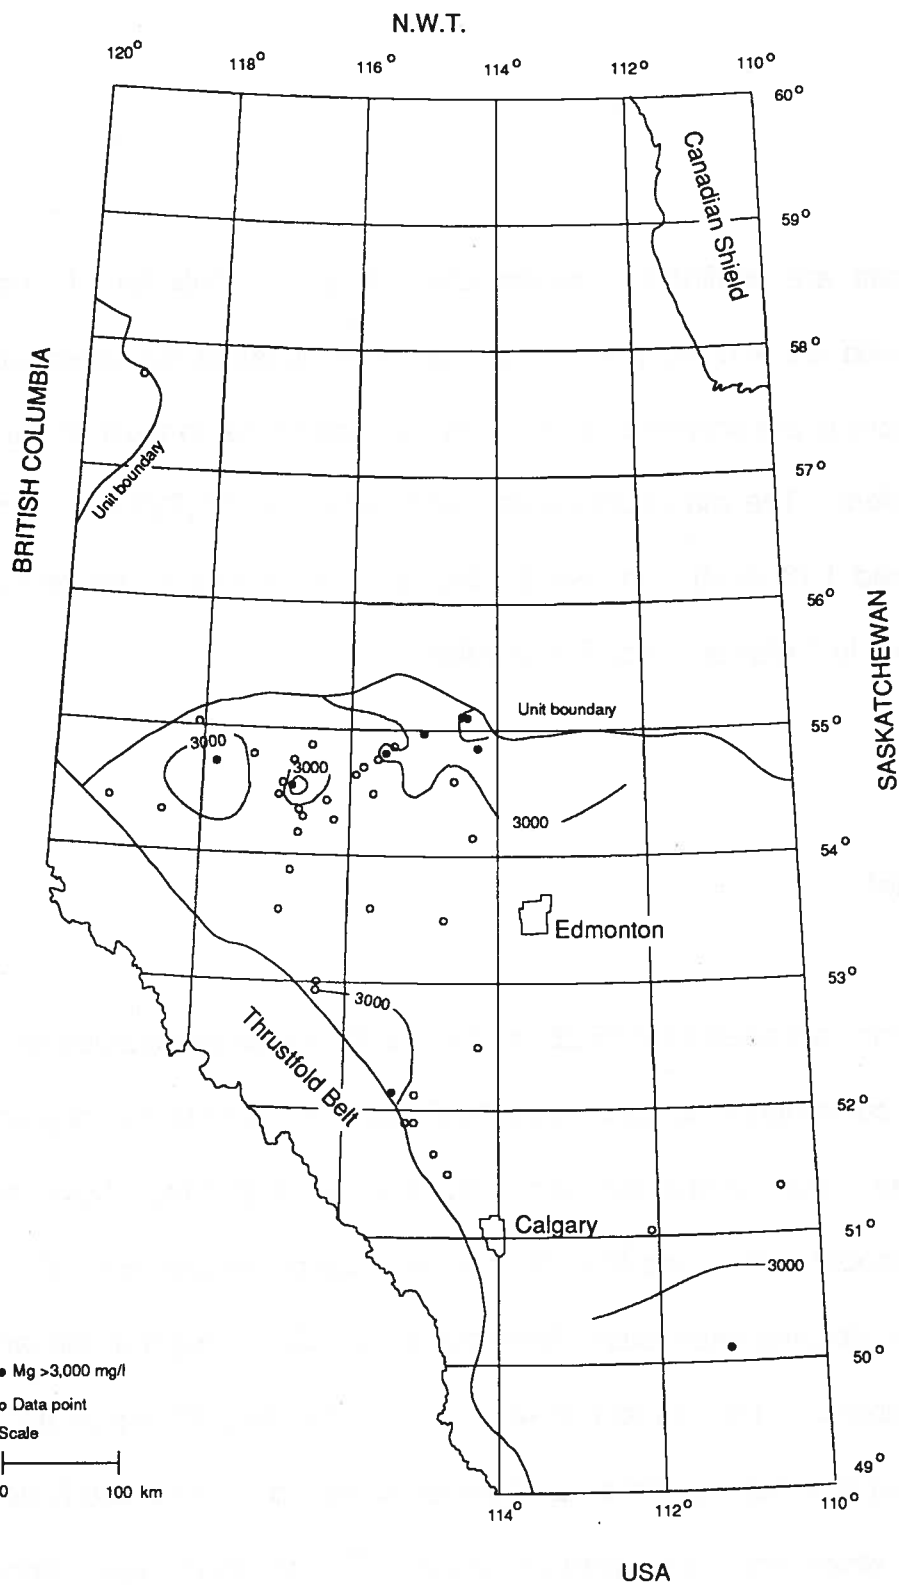 N.W.T.
120° 118° 116° 114° 112° 110°
60°
Canadian Shield
59°
58°
BRITISH COLUMBIA
Unit boundary
57°
56°
SASKATCHEWAN
Unit boundary
55°
3000
3000
3000
54°
Edmonton
53°
3000
Thrustfold Belt
52°
Calgary
51°
3000
50°
Mg >3,000 mg/l
Data point
Scale
0 100 km
49°
114° 112° 110°
USA